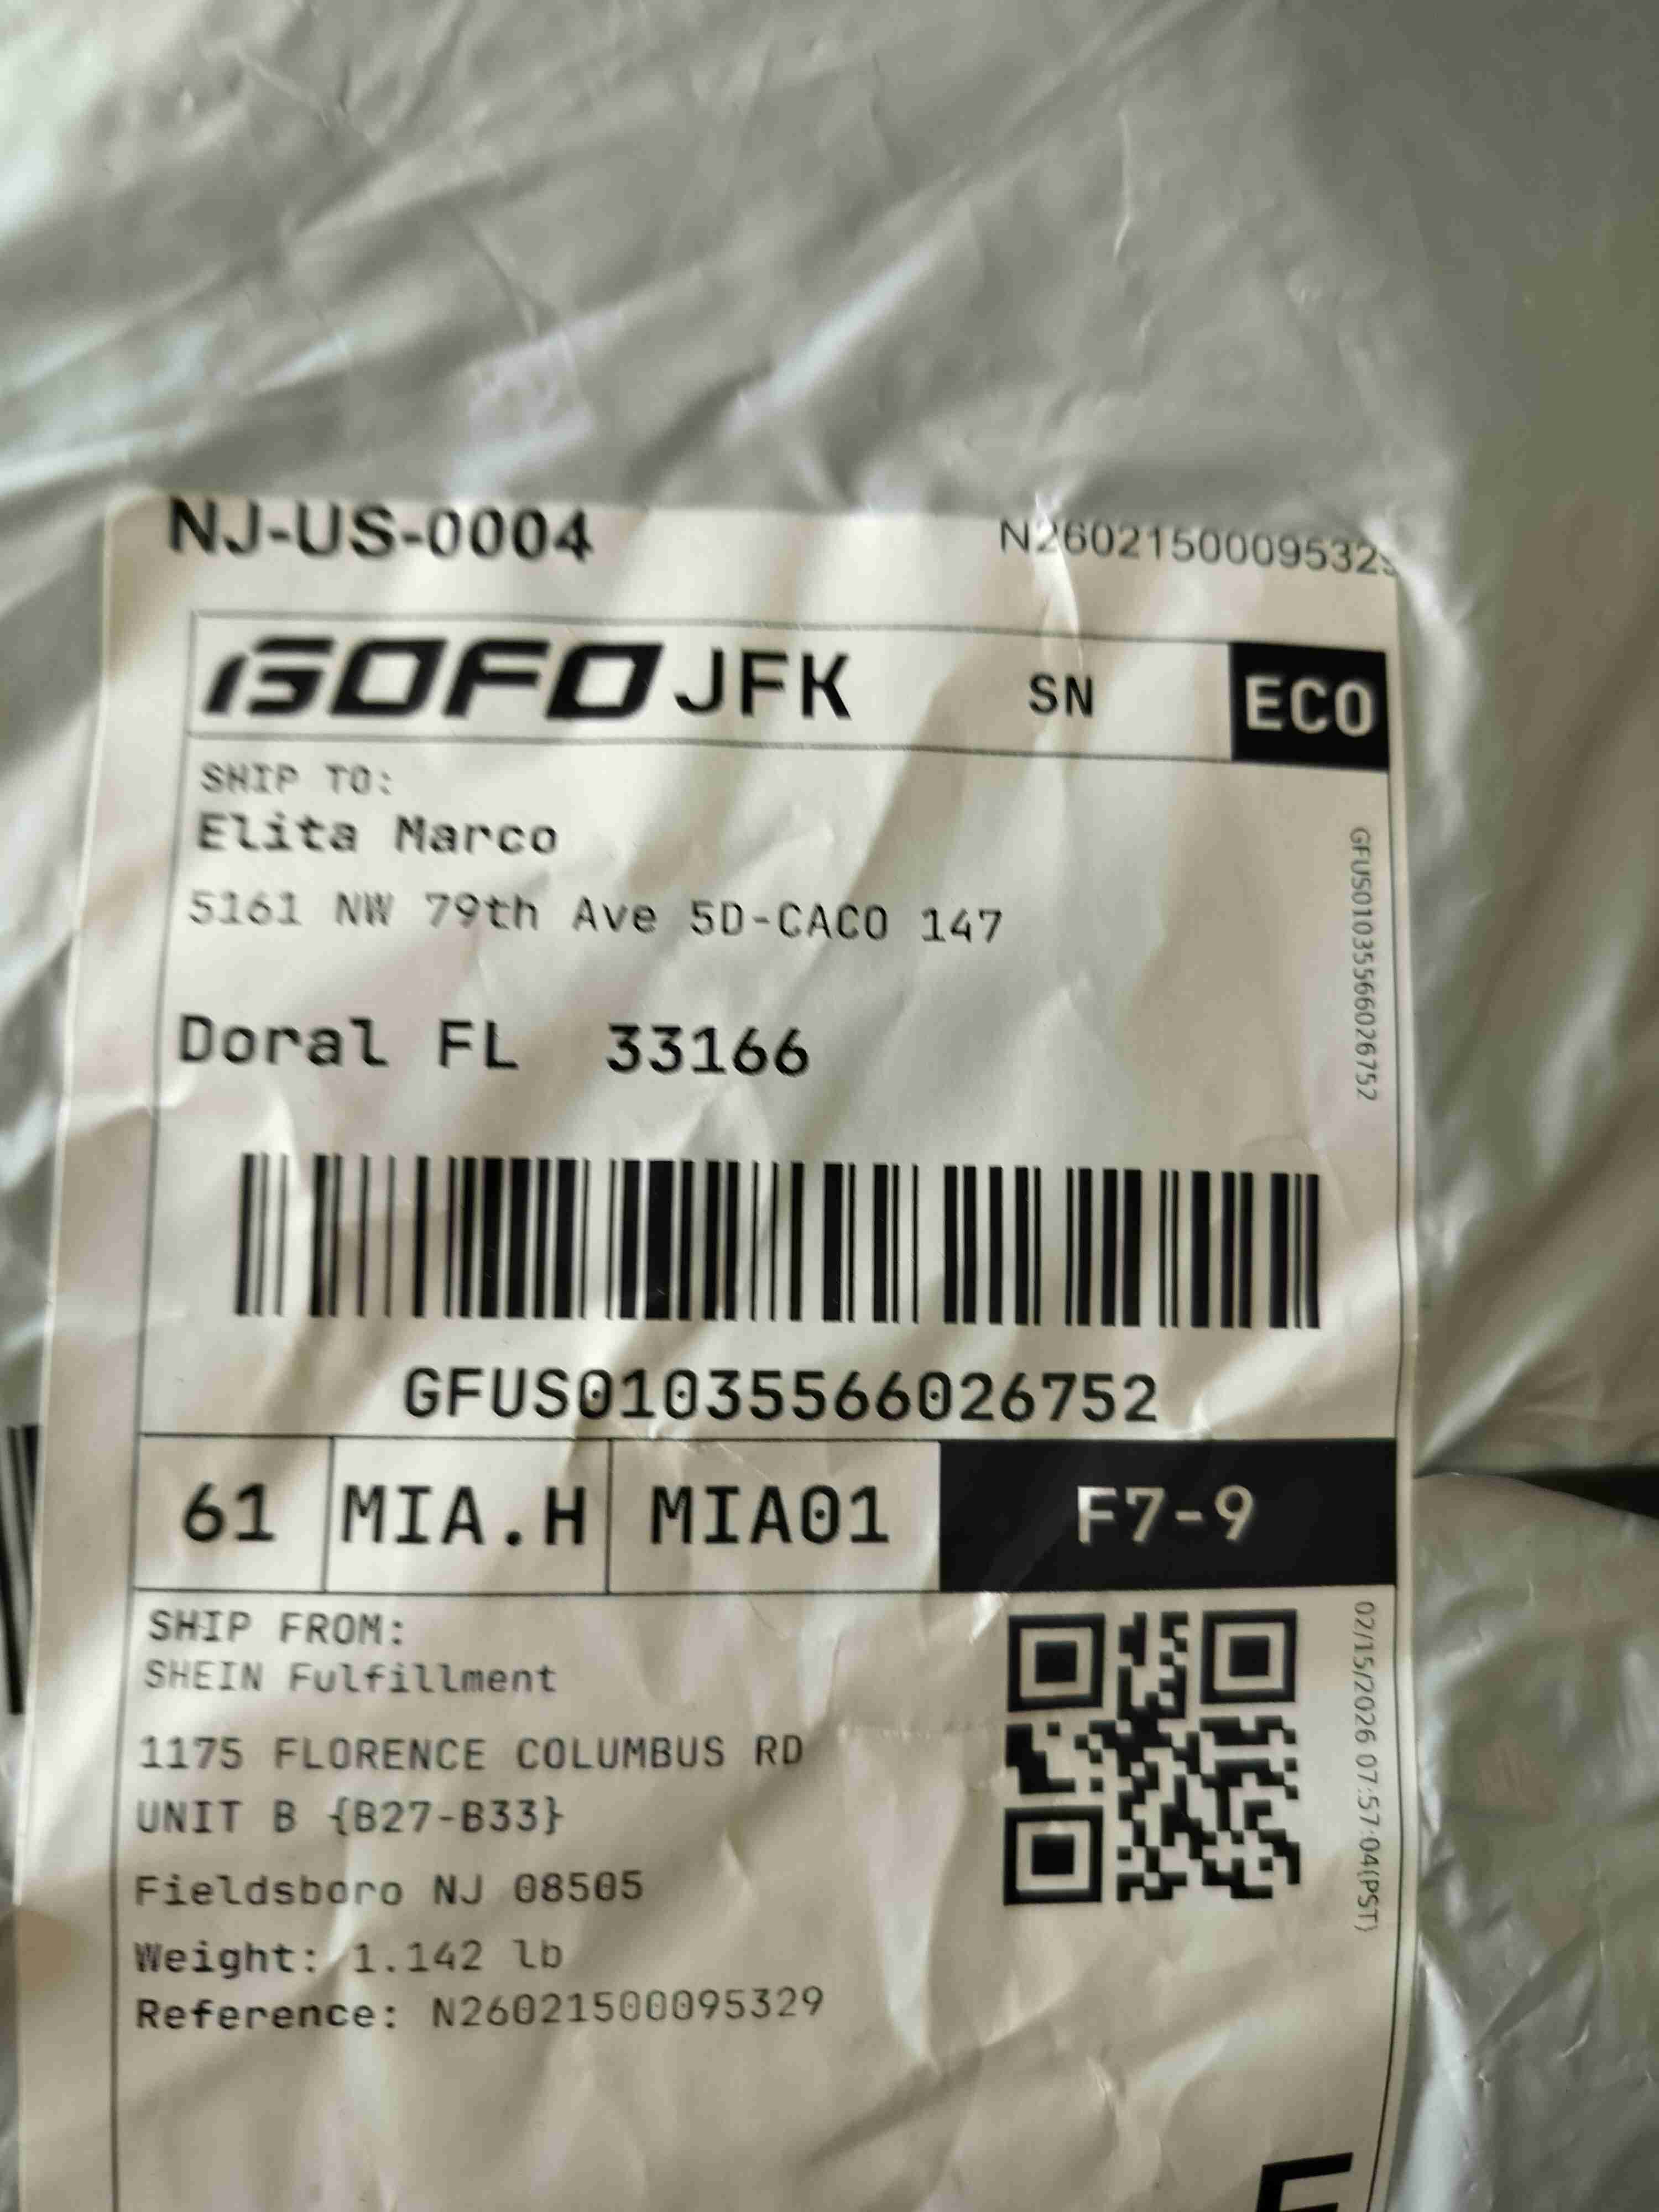 NJ-US-0004
N26021500095329
GOFO JFK SN ECO
SHIP TO:
Elita Marco
5161 NW 79th Ave 5D-CACO 147
Doral FL 33166
GFUS01035566026752
GFUS01035566026752
61 MIA.H MIA01 F7-9
SHIP FROM:
SHEIN Fulfillment
1175 FLORENCE COLUMBUS RD
UNIT B {B27-B33}
Fieldsboro NJ 08505
Weight: 1.142 lb
Reference: N26021500095329
02/15/2026 07:57:04(PST)